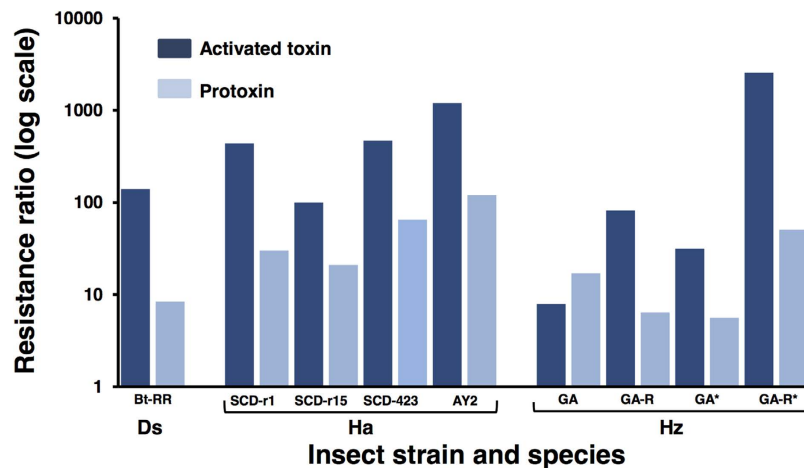 10000
1000
100
10
1
Resistance ratio (log scale)
Activated toxin
Protoxin
Bt-RR SCD-r1 SCD-r15 SCD-423 AY2 GA GA-R GA* GA-R*
Ds Ha Hz
Insect strain and species